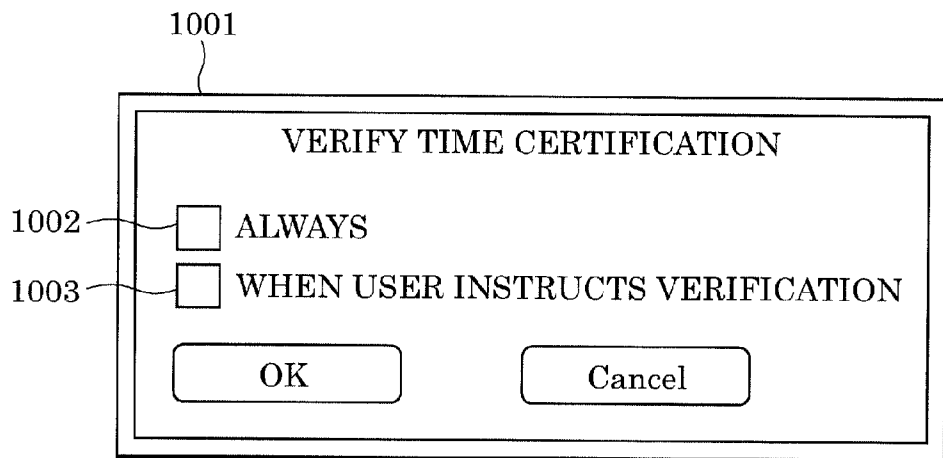 1001
VERIFY TIME CERTIFICATION
1002 ALWAYS
1003 WHEN USER INSTRUCTS VERIFICATION
OK Cancel